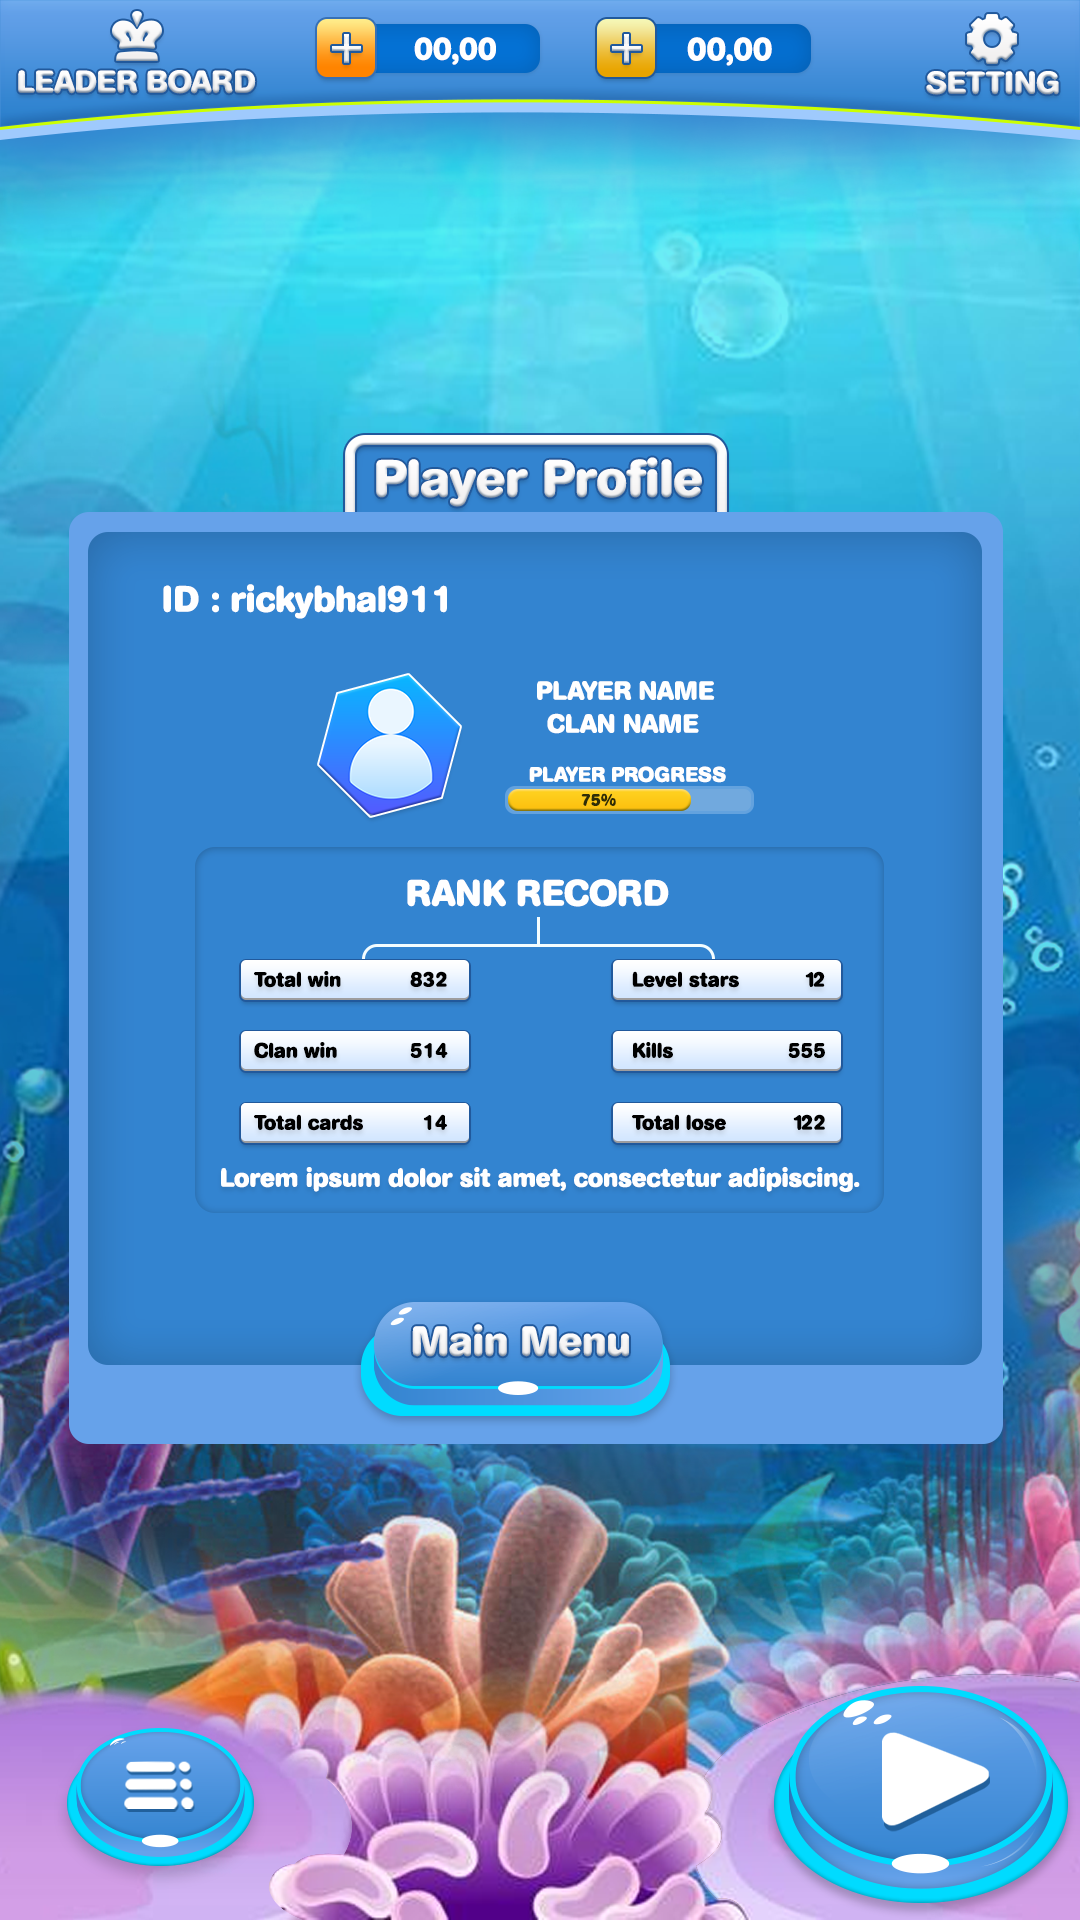 LEADER BOARD
00,00
00,00
SETTING
Player Profile
ID : rickybhal911
PLAYER NAME
CLAN NAME
PLAYER PROGRESS
75%
RANK RECORD
Total win 832
Level stars 12
Clan win 514
Kills 555
Total cards 14
Total lose 122
Lorem ipsum dolor sit amet, consectetur adipiscing.
Main Menu